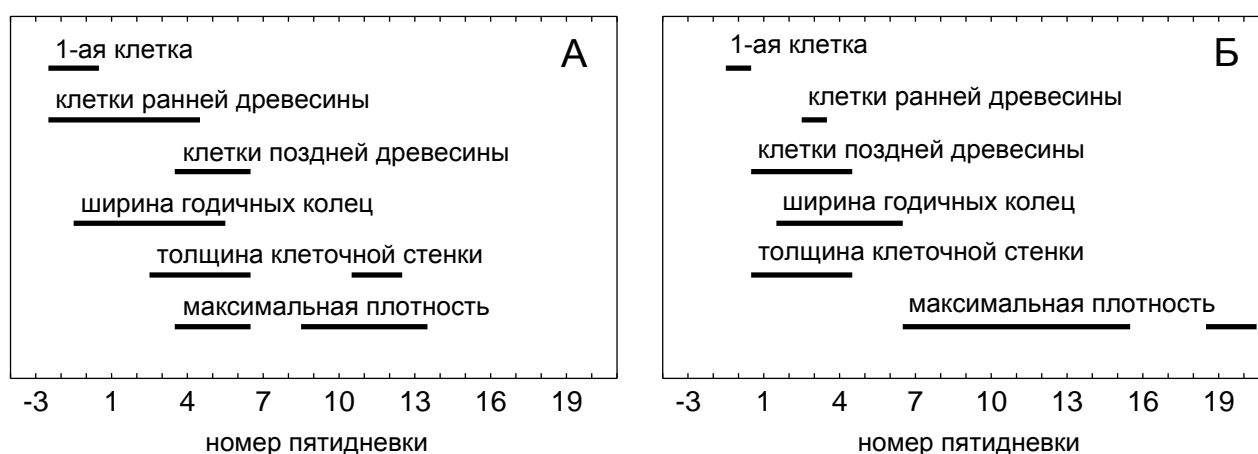 А
1-ая клетка
клетки ранней древесины
клетки поздней древесины
ширина годичных колец
толщина клеточной стенки
максимальная плотность
-3 1 4 7 10 13 16 19
номер пятидневки
Б
1-ая клетка
клетки ранней древесины
клетки поздней древесины
ширина годичных колец
толщина клеточной стенки
максимальная плотность
-3 1 4 7 10 13 16 19
номер пятидневки